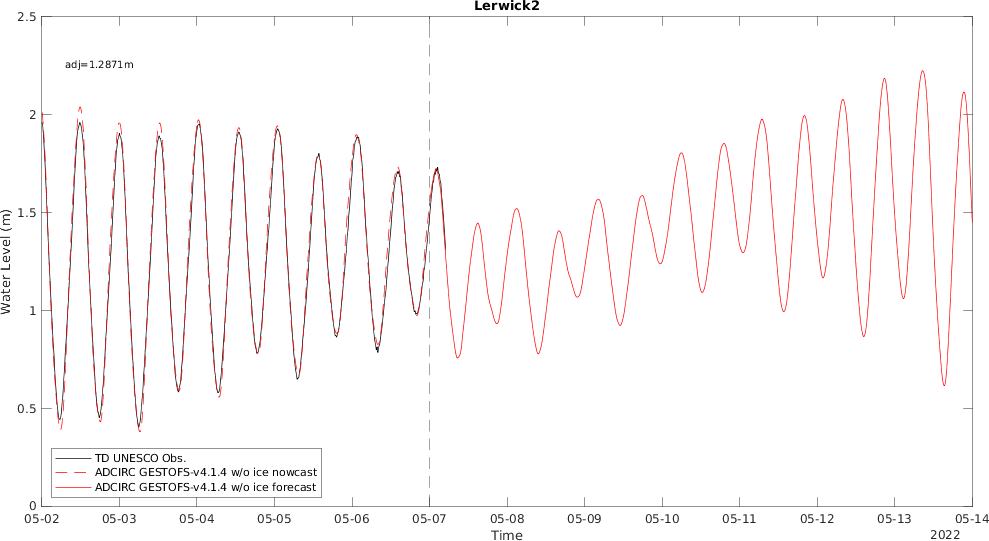 Lerwick2
adj=1.2871m
2.5
2
1.5
1
0.5
0
Water Level (m)
TD UNESCO Obs.
ADCIRC GESTOFS-v4.1.4 w/o ice nowcast
ADCIRC GESTOFS-v4.1.4 w/o ice forecast
05-02 05-03 05-04 05-05 05-06 05-07 05-08 05-09 05-10 05-11 05-12 05-13 05-14
Time
2022